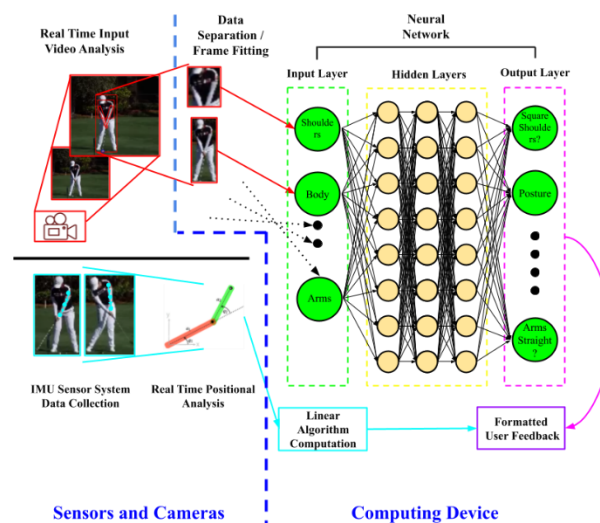 Real Time Input
Video Analysis
Data
Separation /
Frame Fitting
Neural
Network
Input Layer
Hidden Layers
Output Layer
Shoulde
rs
Body
Arms
Square
Shoulde
rs?
Posture
Arms
Straight
?
IMU Sensor System
Data Collection
Real Time Positional
Analysis
Linear
Algorithm
Computation
Formatted
User Feedback
Sensors and Cameras
Computing Device